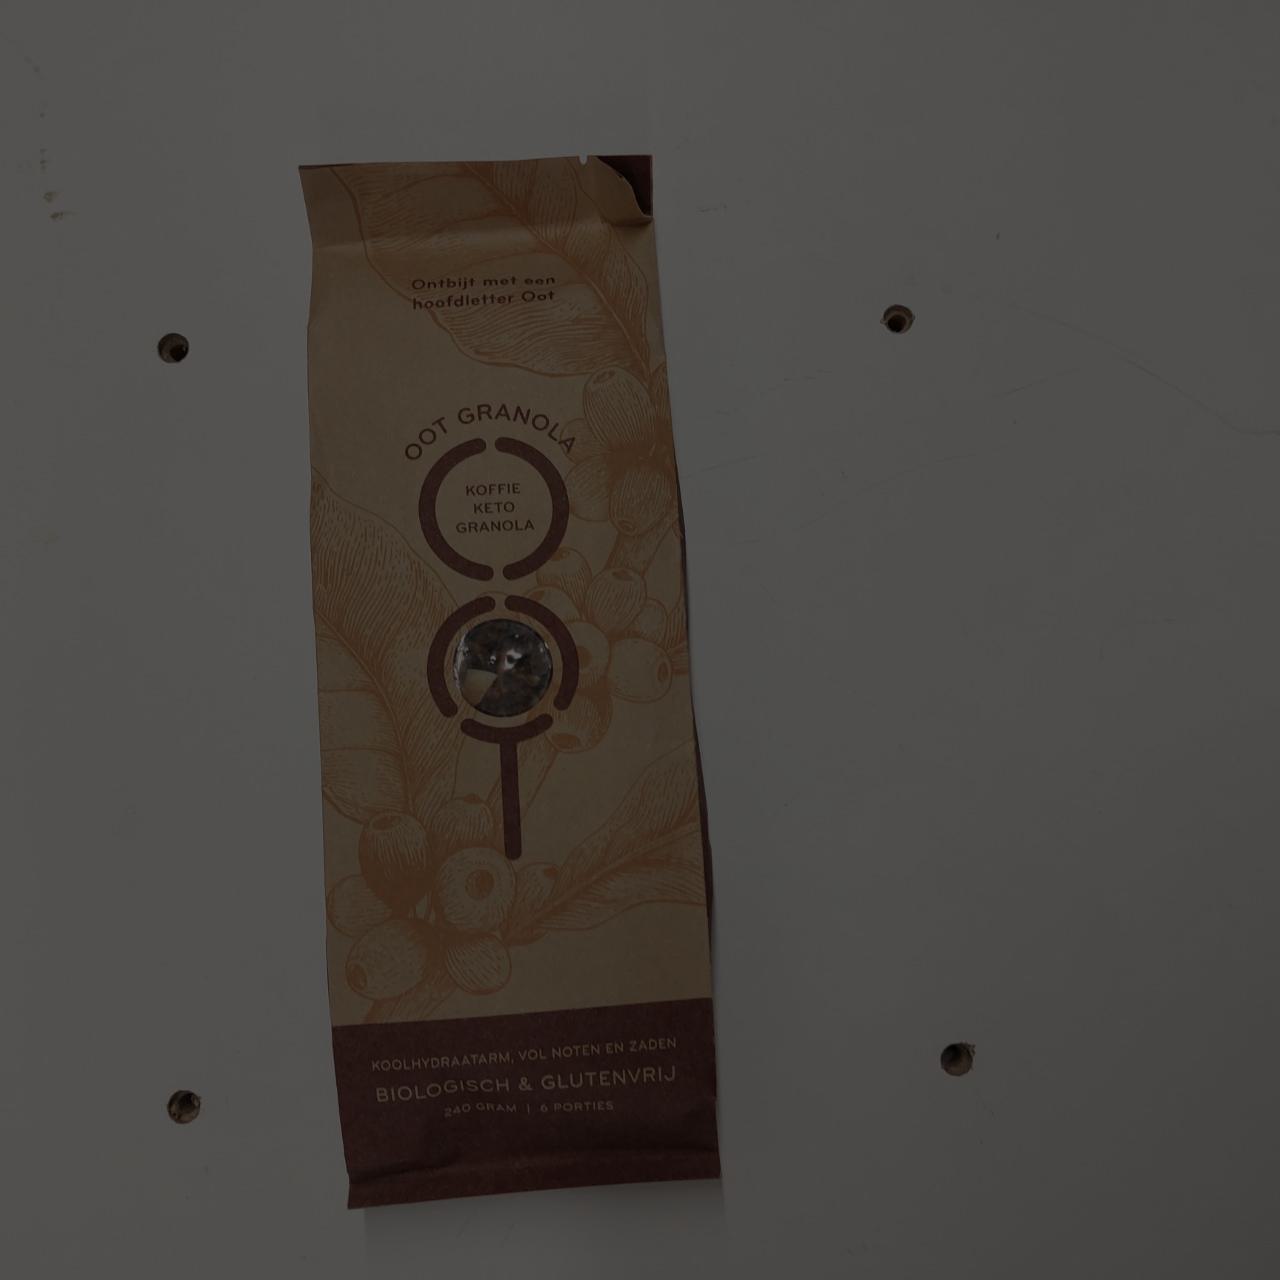 Ontbijt met een
hoofdletter Oot
OOT GRANOLA
KOFFIE
KETO
GRANOLA
KOOLHYDRAATARM, VOL NOTEN EN ZADEN
BIOLOGISCH & GLUTENVRIJ
240 GRAM | 6 PORTIES